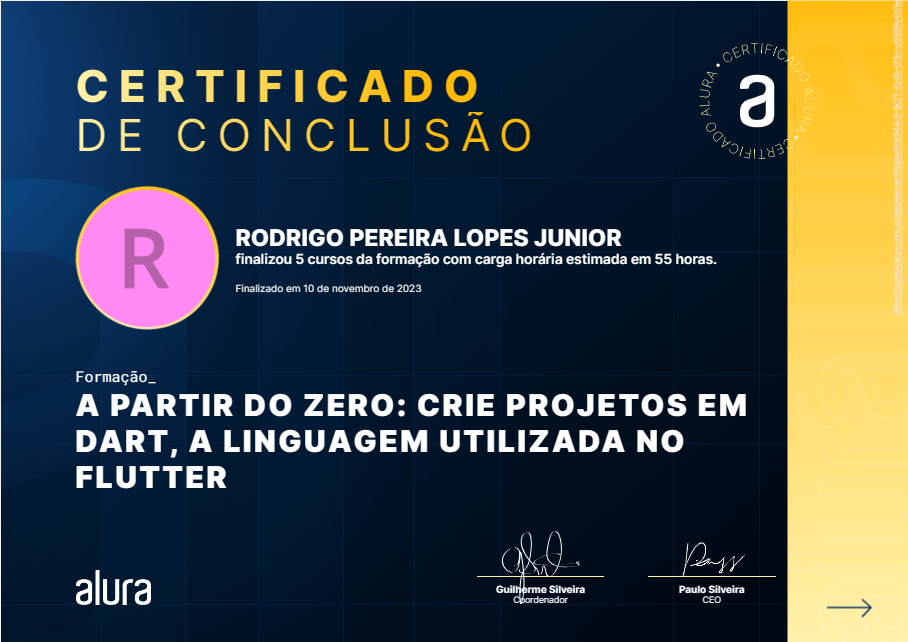 CERTIFICADO
DE CONCLUSÃO
CERTIFICADO ALURA • CERTIFICADO ALURA •
a
R
RODRIGO PEREIRA LOPES JUNIOR
finalizou 5 cursos da formação com carga horária estimada em 55 horas.
Finalizado em 10 de novembro de 2023
Formação_
A PARTIR DO ZERO: CRIE PROJETOS EM
DART, A LINGUAGEM UTILIZADA NO
FLUTTER
alura
Guilherme Silveira
Coordenador
Paulo Silveira
CEO
alura